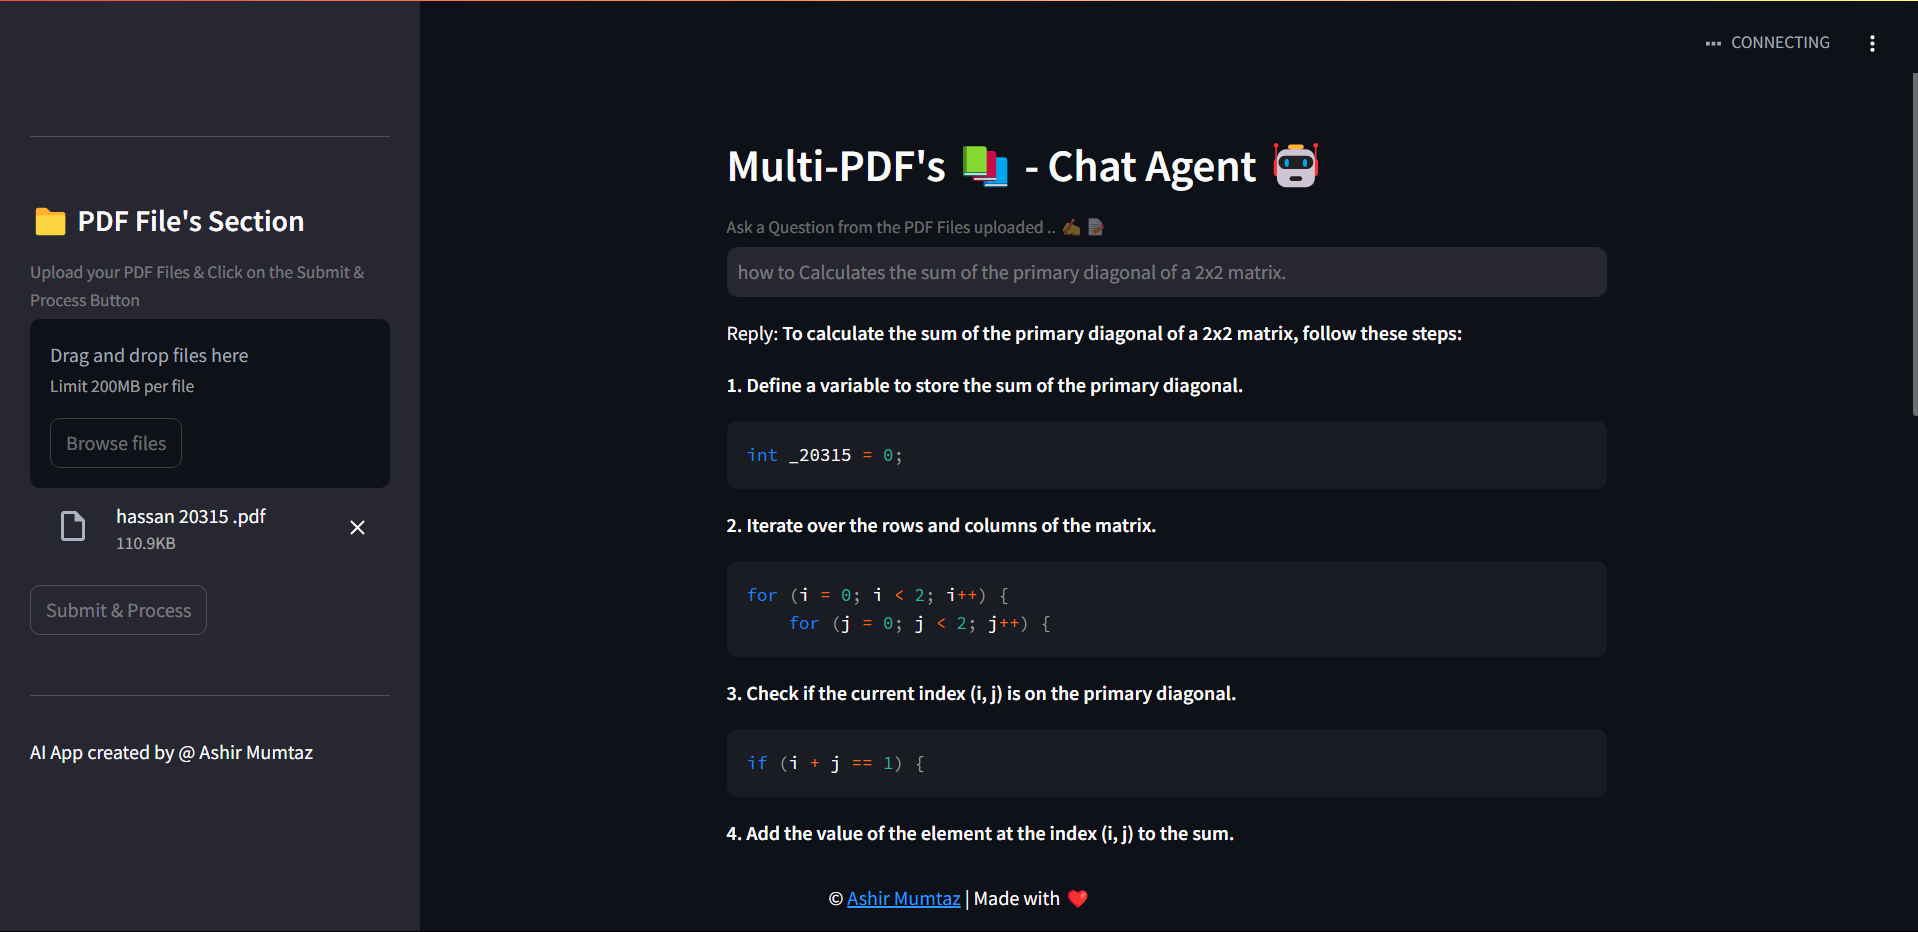 CONNECTING
PDF File's Section
Upload your PDF Files & Click on the Submit &
Process Button
Drag and drop files here
Limit 200MB per file
Browse files
hassan 20315 .pdf
110.9KB
Submit & Process
AI App created by @ Ashir Mumtaz
Multi-PDF's 📚 - Chat Agent 🤖
Ask a Question from the PDF Files uploaded .. ✍️ 📝
how to Calculates the sum of the primary diagonal of a 2x2 matrix.
Reply: To calculate the sum of the primary diagonal of a 2x2 matrix, follow these steps:
1. Define a variable to store the sum of the primary diagonal.
int _20315 = 0;
2. Iterate over the rows and columns of the matrix.
for (i = 0; i < 2; i++) {
for (j = 0; j < 2; j++) {
3. Check if the current index (i, j) is on the primary diagonal.
if (i + j == 1) {
4. Add the value of the element at the index (i, j) to the sum.
© Ashir Mumtaz | Made with ❤️